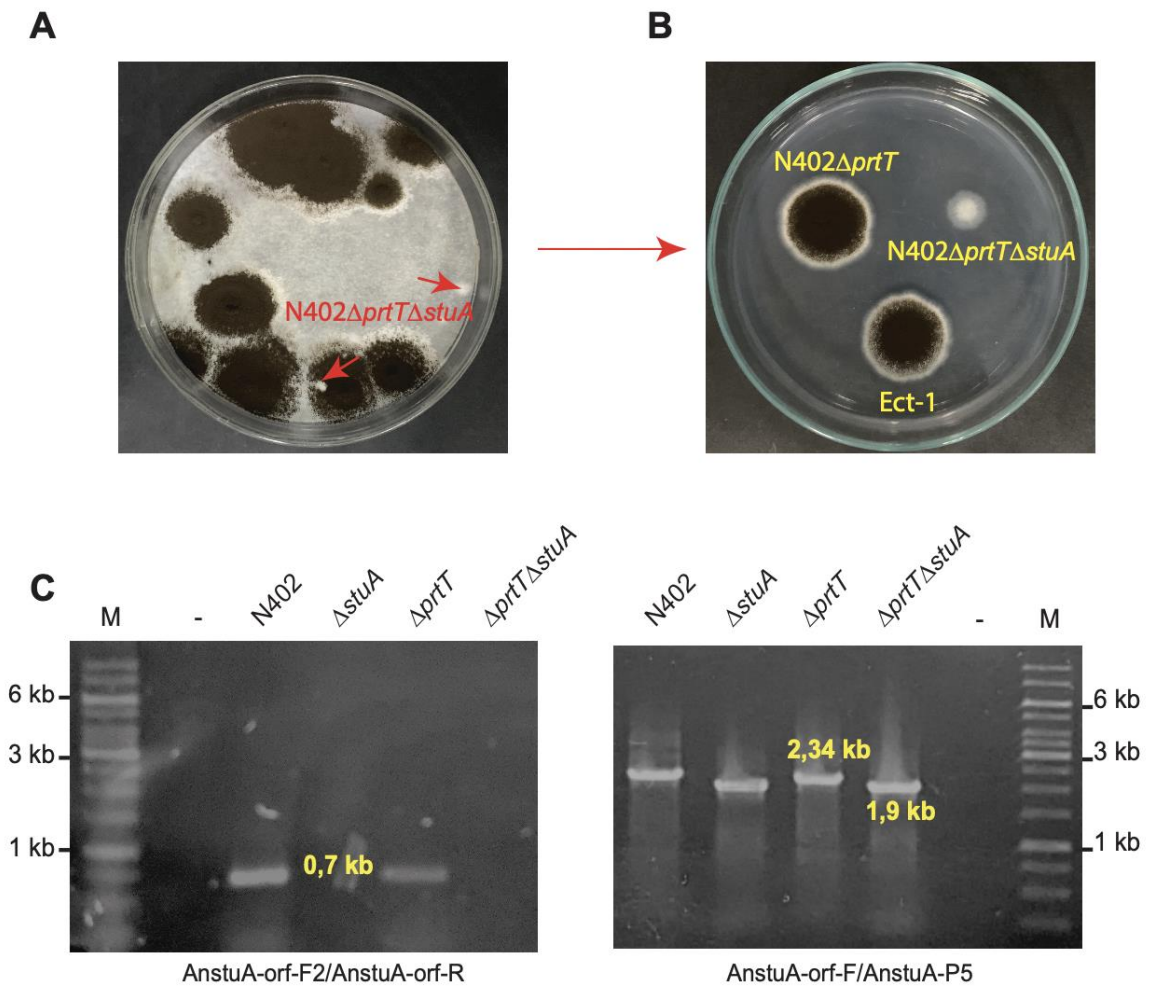 A
B
N402ΔprtTΔstuA
N402ΔprtT
N402ΔprtTΔstuA
Ect-1
C
M
-
N402
ΔstuA
ΔprtT
ΔprtTΔstuA
6 kb
3 kb
1 kb
0,7 kb
AnstuA-orf-F2/AnstuA-orf-R
N402
ΔstuA
ΔprtT
ΔprtTΔstuA
-
M
6 kb
3 kb
1 kb
2,34 kb
1,9 kb
AnstuA-orf-F/AnstuA-P5